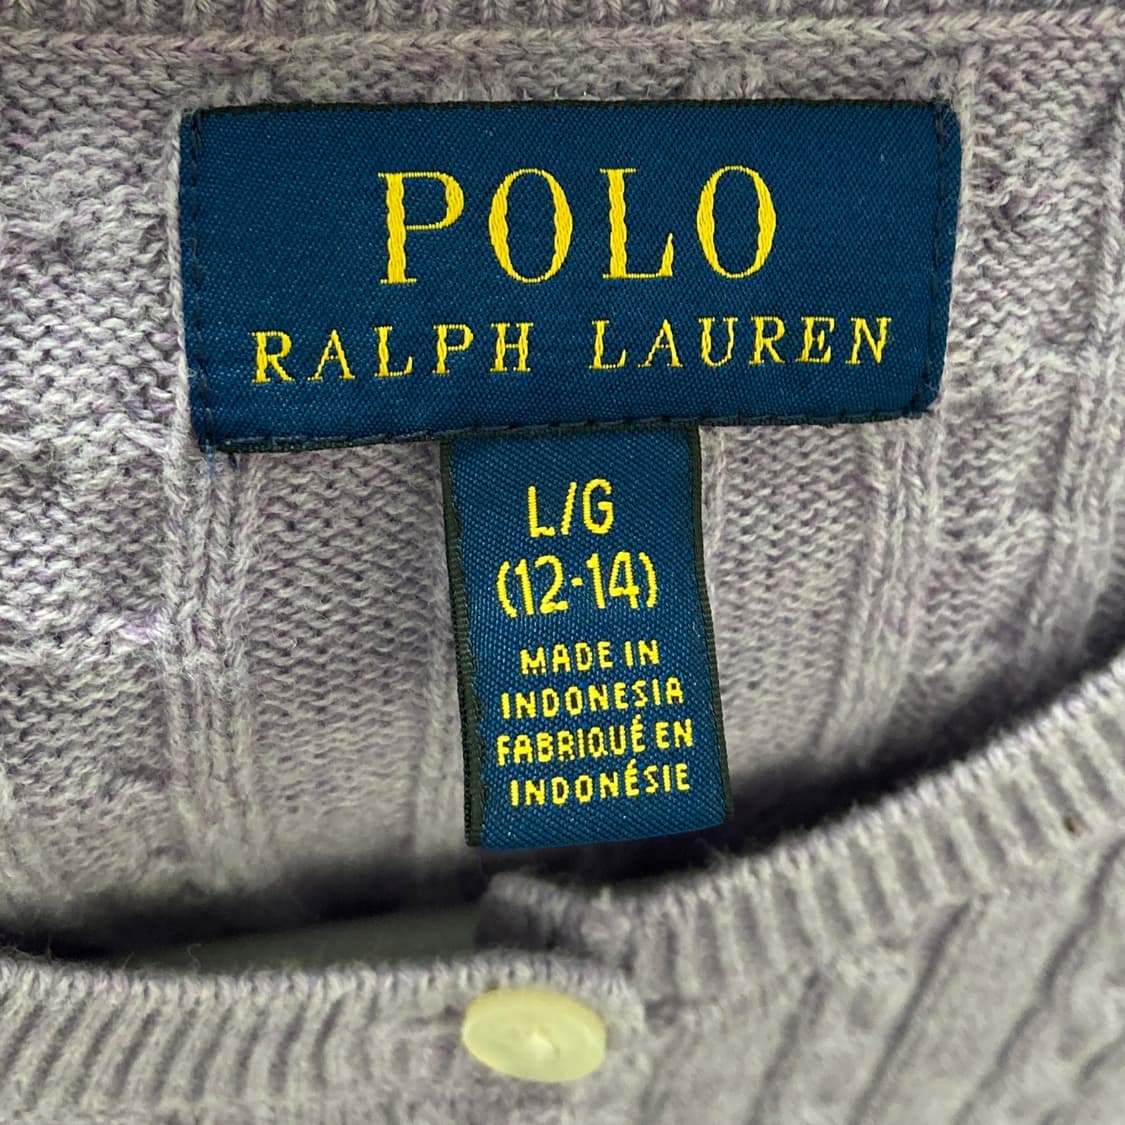 POLO
RALPH LAUREN
L/G
(12-14)
MADE IN
INDONESIA
FABRIQUÉ EN
INDONÉSIE